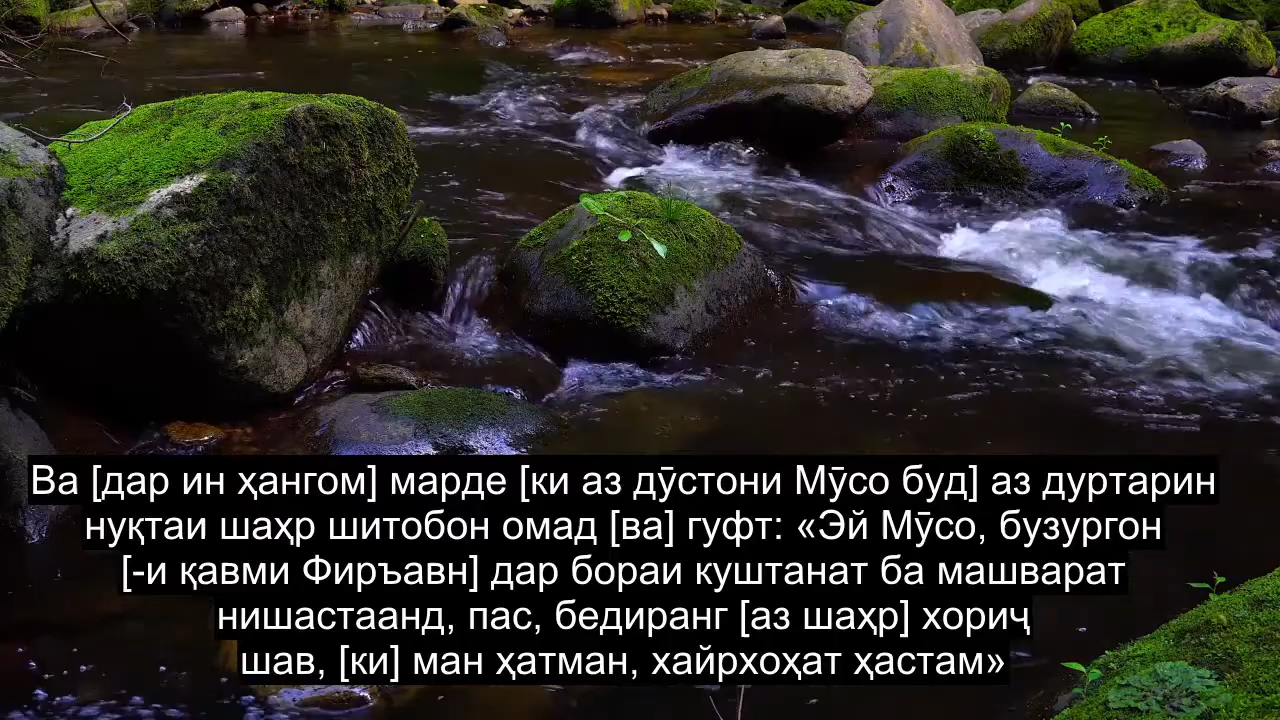 Ва [дар ин ҳангом] марде [ки аз дӯстони Мӯсо буд] аз дуртарин
нуқтаи шаҳр шитобон омад [ва] гуфт: «Эй Мӯсо, бузургон
[-и қавми Фиръавн] дар бораи куштанат ба машварат
нишастаанд, пас, бедиранг [аз шаҳр] хориҷ
шав, [ки] ман ҳатман, хайрхоҳат ҳастам»